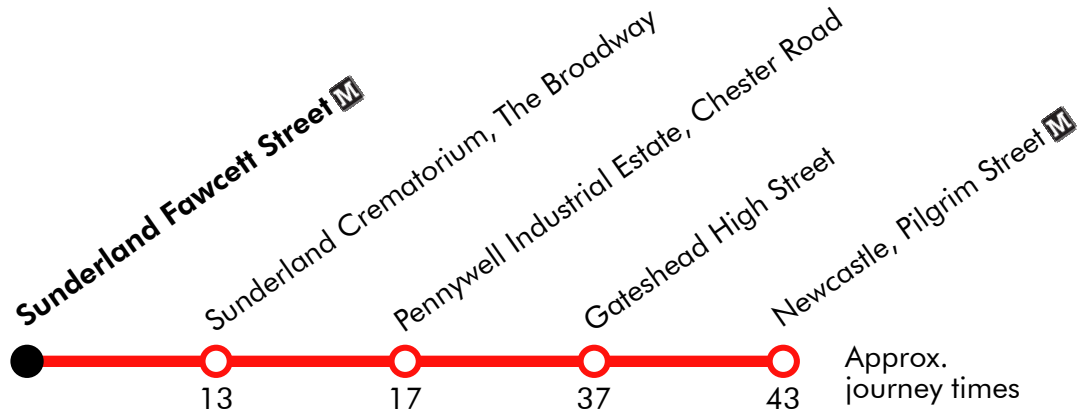 Sunderland Fawcett Street M
Sunderland Crematorium, The Broadway
Pennywell Industrial Estate, Chester Road
Gateshead High Street
Newcastle, Pilgrim Street M
13
17
37
43
Approx.
journey times